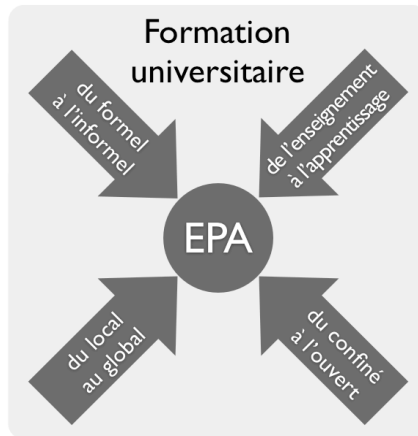 Formation
universitaire
du formel
à l'informel
de l'enseignement
à l'apprentissage
EPA
du local
au global
du confiné
à l'ouvert